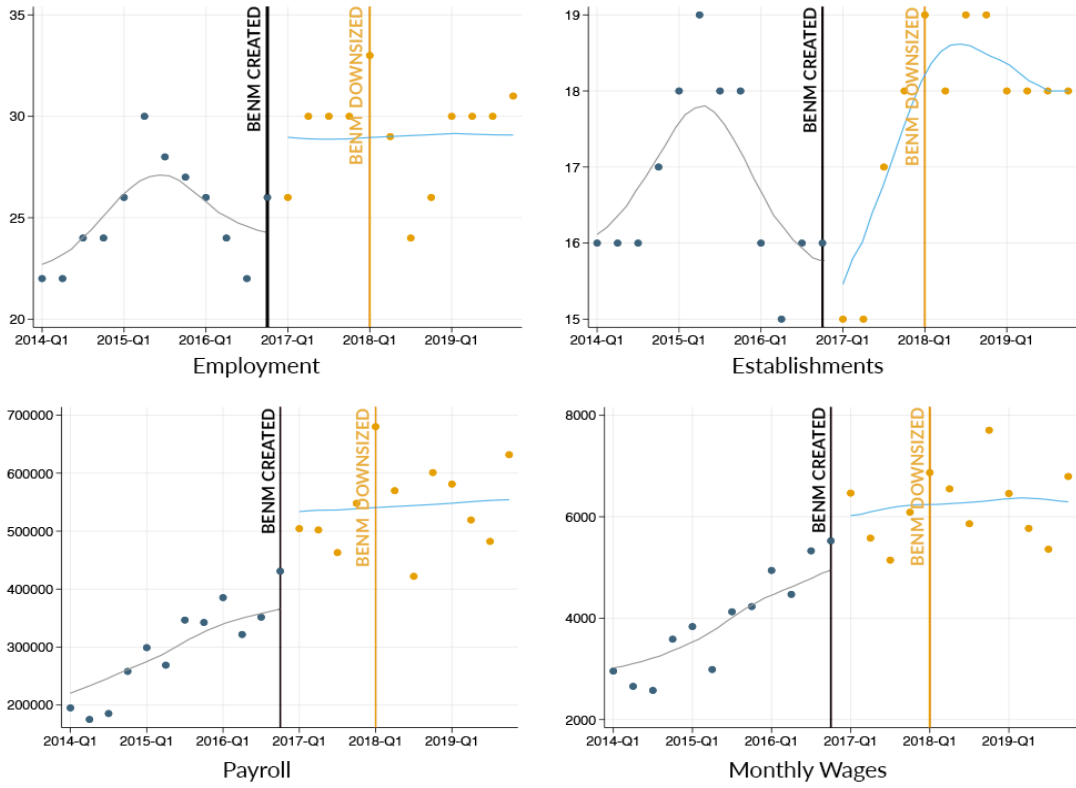 35
30
25
20
BENM CREATED
BENM DOWNSIZED
2014-Q1 2015-Q1 2016-Q1 2017-Q1 2018-Q1 2019-Q1
Employment
19
18
17
16
15
BENM CREATED
BENM DOWNSIZED
2014-Q1 2015-Q1 2016-Q1 2017-Q1 2018-Q1 2019-Q1
Establishments
700000
600000
500000
400000
300000
200000
BENM CREATED
BENM DOWNSIZED
2014-Q1 2015-Q1 2016-Q1 2017-Q1 2018-Q1 2019-Q1
Payroll
8000
6000
4000
2000
BENM CREATED
BENM DOWNSIZED
2014-Q1 2015-Q1 2016-Q1 2017-Q1 2018-Q1 2019-Q1
Monthly Wages